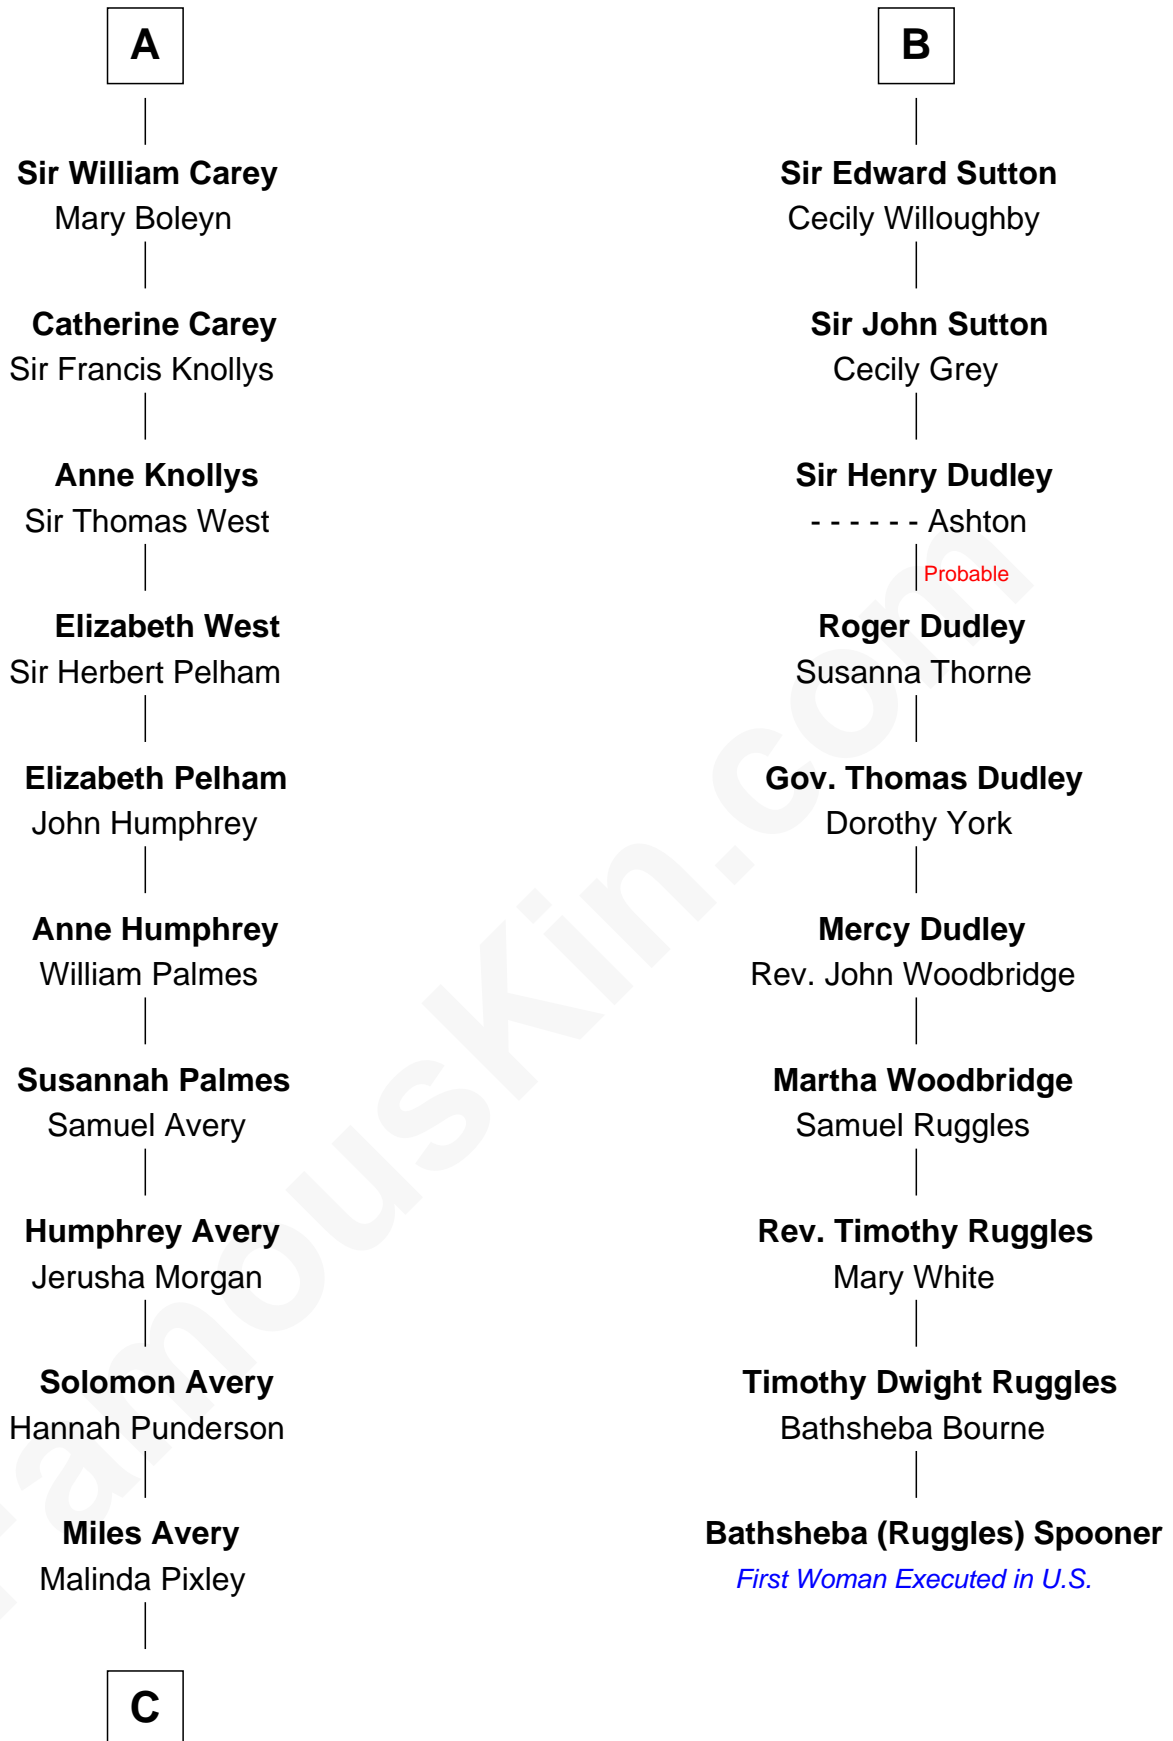 A
Sir William Carey
Mary Boleyn
Catherine Carey
Sir Francis Knollys
Anne Knollys
Sir Thomas West
Elizabeth West
Sir Herbert Pelham
Elizabeth Pelham
John Humphrey
Anne Humphrey
William Palmes
Susannah Palmes
Samuel Avery
Humphrey Avery
Jerusha Morgan
Solomon Avery
Hannah Punderson
Miles Avery
Malinda Pixley
C
B
Sir Edward Sutton
Cecily Willoughby
Sir John Sutton
Cecily Grey
Sir Henry Dudley
- - - - - - Ashton
Probable
Roger Dudley
Susanna Thorne
Gov. Thomas Dudley
Dorothy York
Mercy Dudley
Rev. John Woodbridge
Martha Woodbridge
Samuel Ruggles
Rev. Timothy Ruggles
Mary White
Timothy Dwight Ruggles
Bathsheba Bourne
Bathsheba (Ruggles) Spooner
First Woman Executed in U.S.
FamousKin.com